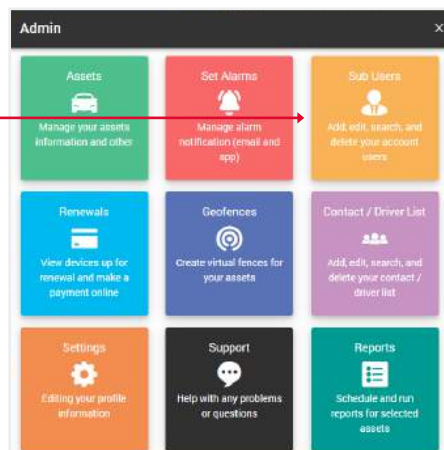 Admin
×
Assets
Manage your assets
information and other
Set Alarms
Manage alarm
notification (email and
app)
Sub Users
Add, edit, search, and
delete your account
users
Renewals
View devices up for
renewal and make a
payment online
Geofences
Create virtual fences for
your assets
Contact / Driver List
Add, edit, search, and
delete your contact /
driver list
Settings
Editing your profile
information
Support
Help with any problems
or questions
Reports
Schedule and run
reports for selected
assets